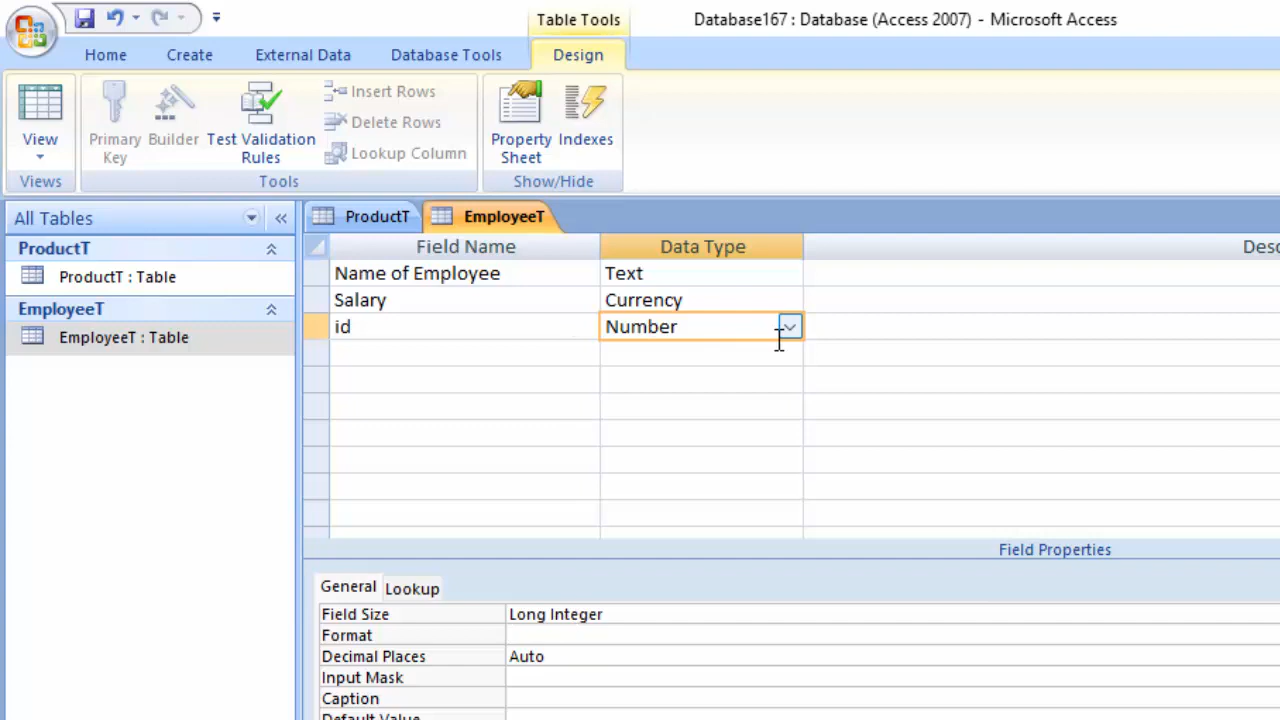 Table Tools
Database167 : Database (Access 2007) - Microsoft Access
Home
Create
External Data
Database Tools
Design
View
Primary
Key
Builder
Test Validation
Rules
Insert Rows
Delete Rows
Lookup Column
Property
Sheet
Indexes
Views
Tools
Show/Hide
All Tables
ProductT
ProductT : Table
EmployeeT
EmployeeT : Table
ProductT
EmployeeT
Field Name
Data Type
Desc
Name of Employee
Text
Salary
Currency
id
Number
Field Properties
General
Lookup
Field Size
Long Integer
Format
Decimal Places
Auto
Input Mask
Caption
Default Value